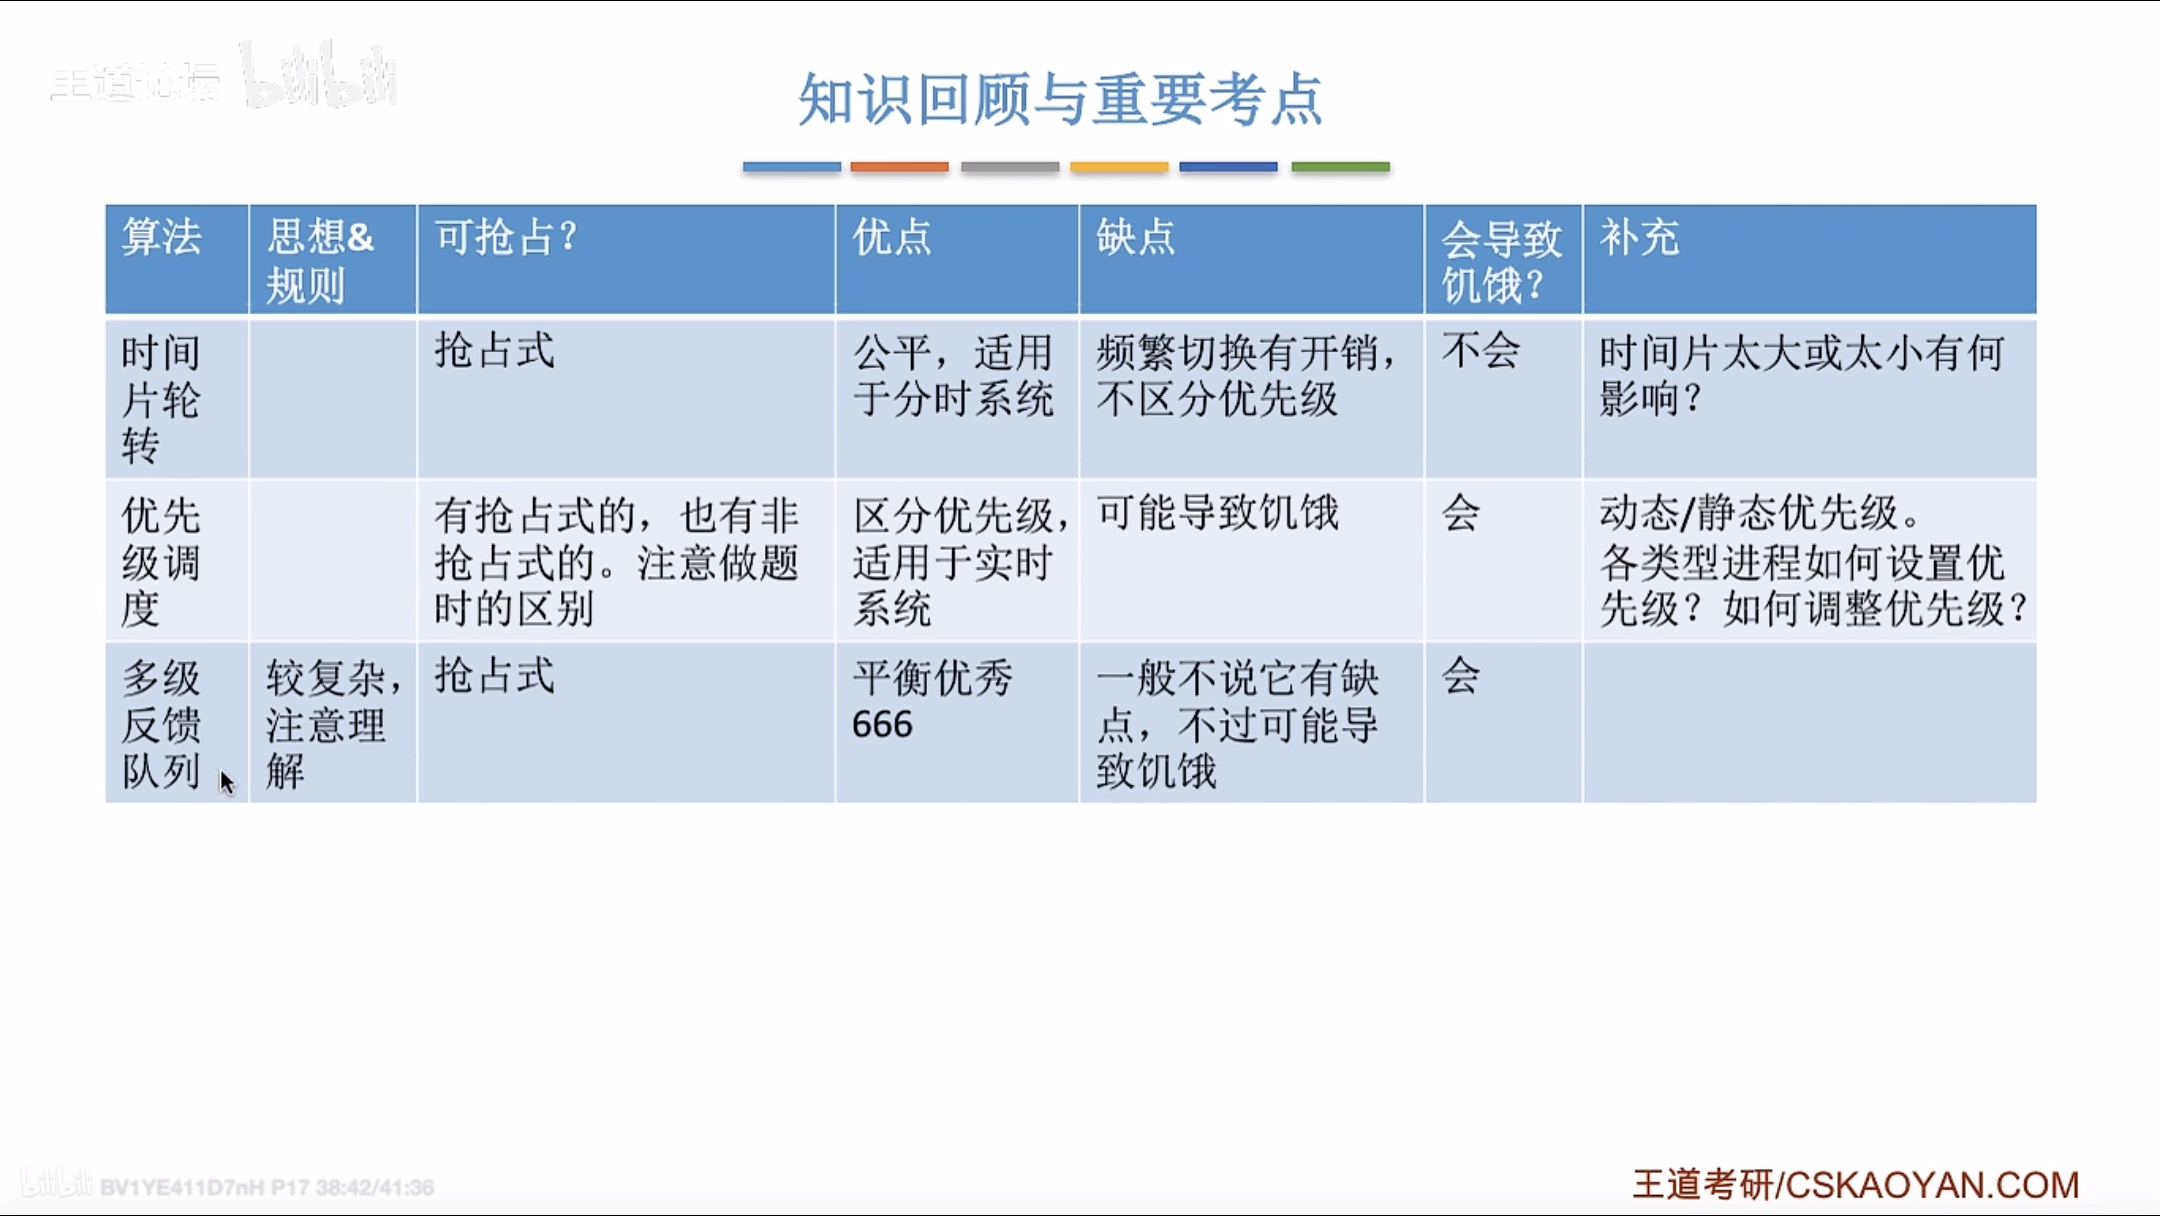 王道论坛 bilibili
知识回顾与重要考点
算法
思想&
规则
可抢占？
优点
缺点
会导致
饥饿？
补充
时间
片轮
转
抢占式
公平，适用
于分时系统
频繁切换有开销，
不区分优先级
不会
时间片太大或太小有何
影响？
优先
级调
度
有抢占式的，也有非
抢占式的。注意做题
时的区别
区分优先级，
适用于实时
系统
可能导致饥饿
会
动态/静态优先级。
各类型进程如何设置优
先级？如何调整优先级？
多级
反馈
队列
较复杂，
注意理
解
抢占式
平衡优秀
666
一般不说它有缺
点，不过可能导
致饥饿
会
bilibili BV1YE411D7nH P17 38:42/41:36
王道考研/CSKAOYAN.COM